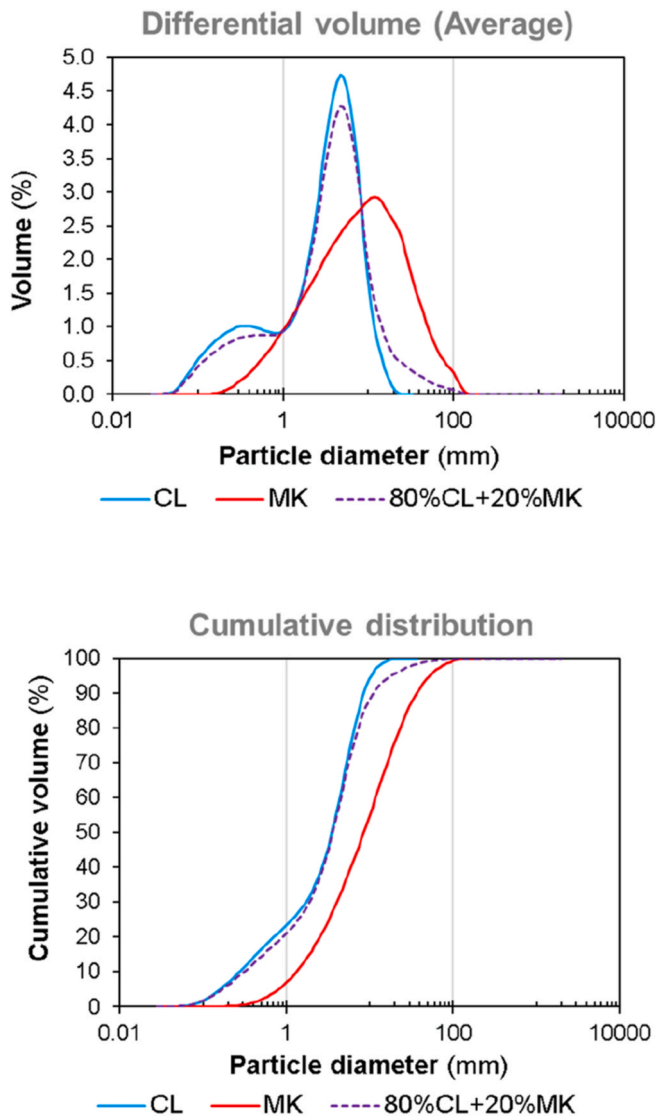 Differential volume (Average)
5.0
4.5
4.0
3.5
3.0
2.5
2.0
1.5
1.0
0.5
0.0
Volume (%)
0.01 1 100 10000
Particle diameter (mm)
CL MK 80%CL+20%MK
Cumulative distribution
100
90
80
70
60
50
40
30
20
10
0
Cumulative volume (%)
0.01 1 100 10000
Particle diameter (mm)
CL MK 80%CL+20%MK